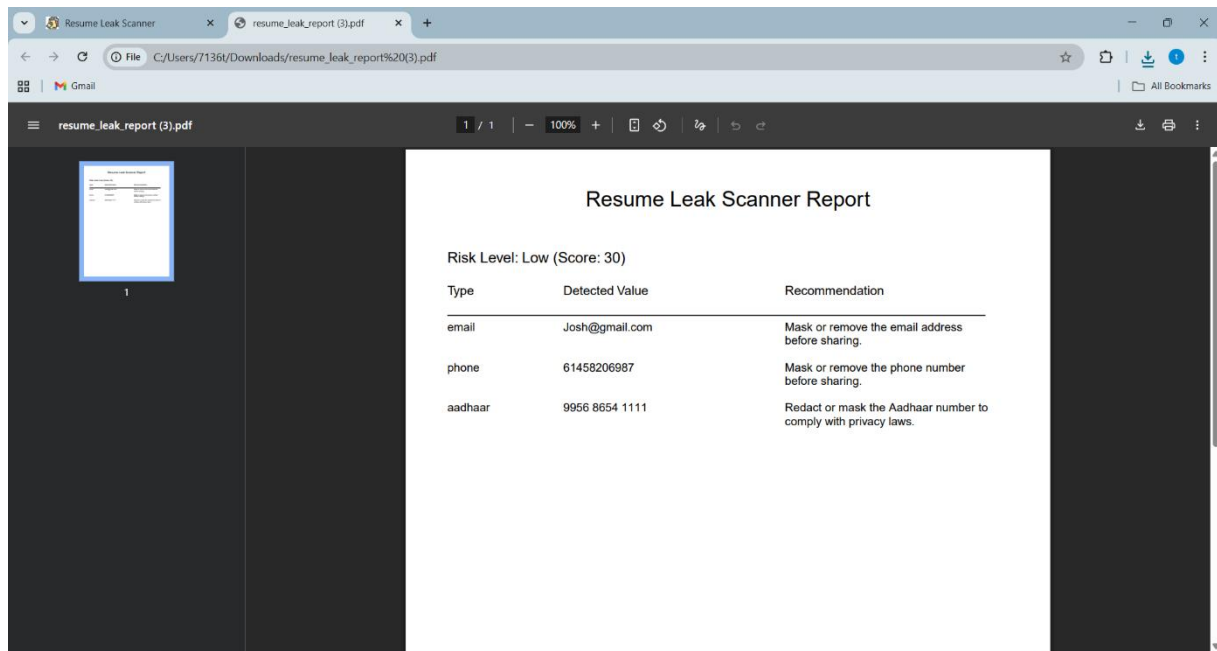 Resume Leak Scanner
resume_leak_report (3).pdf
File C:/Users/7136t/Downloads/resume_leak_report%20(3).pdf
1
Gmail
All Bookmarks
resume_leak_report (3).pdf
1 / 1
100%
1
Resume Leak Scanner Report
Risk Level: Low (Score: 30)
Type Detected Value Recommendation
email Josh@gmail.com Mask or remove the email address
before sharing.
phone 61458206987 Mask or remove the phone number
before sharing.
aadhaar 9956 8654 1111 Redact or mask the Aadhaar number to
comply with privacy laws.